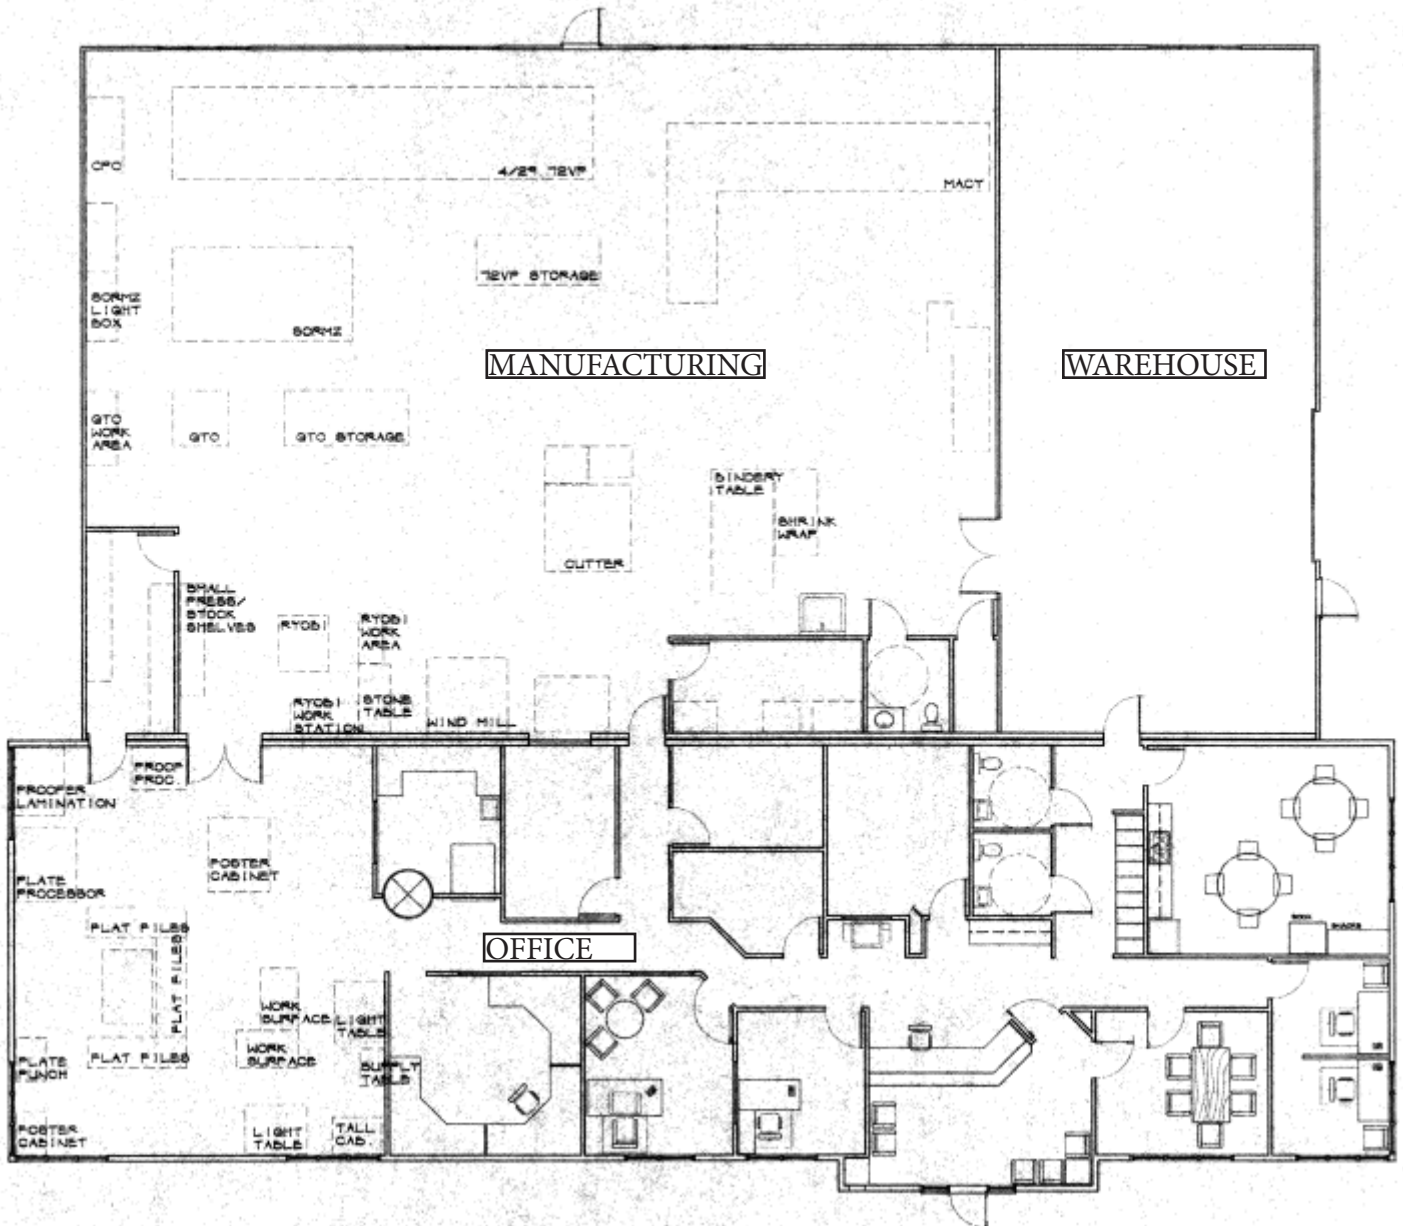 CPC
4/29 72VP
MACY
SORMZ
LIGHT
BOX
SORMZ
72VP STORAGE
MANUFACTURING
WAREHOUSE
GTO
WORK
AREA
GTO
GTO STORAGE
CUTTER
BINDERY
TABLE
SHRINK
WRAP
SMALL
PRESS/
STOCK
SHELVES
RYOBI
RYOBI
WORK
AREA
RYOBI
WORK
STATION
STONE
TABLE
WIND MILL
PROOFER
LAMINATION
PROOF
PROC.
PLATE
PROCESSOR
POSTER
CABINET
FLAT FILES
FLAT FILES
FLAT FILES
OFFICE
WORK
SURFACE
LIGHT
TABLE
WORK
SURFACE
SUPPLY
TABLE
PLATE
PUNCH
POSTER
CABINET
LIGHT
TABLE
TALL
CAB.
SODA
SNACKS